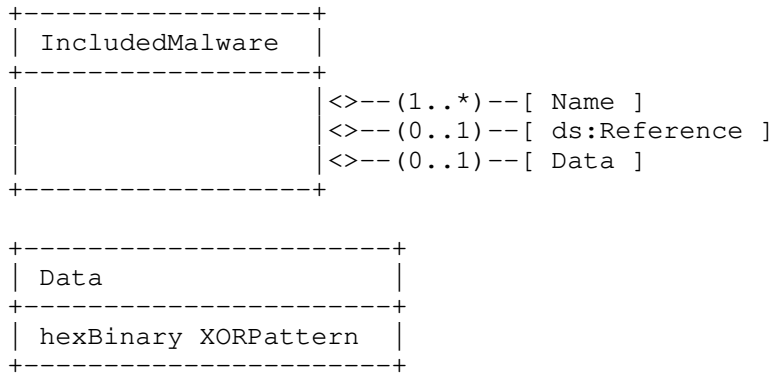 +------------------+
| IncludedMalware  |
+------------------+
|                  |<>--(1..*)--[ Name ]
|                  |<>--(0..1)--[ ds:Reference ]
|                  |<>--(0..1)--[ Data ]
+------------------+

+-----------------------+
| Data                  |
+-----------------------+
| hexBinary XORPattern  |
+-----------------------+